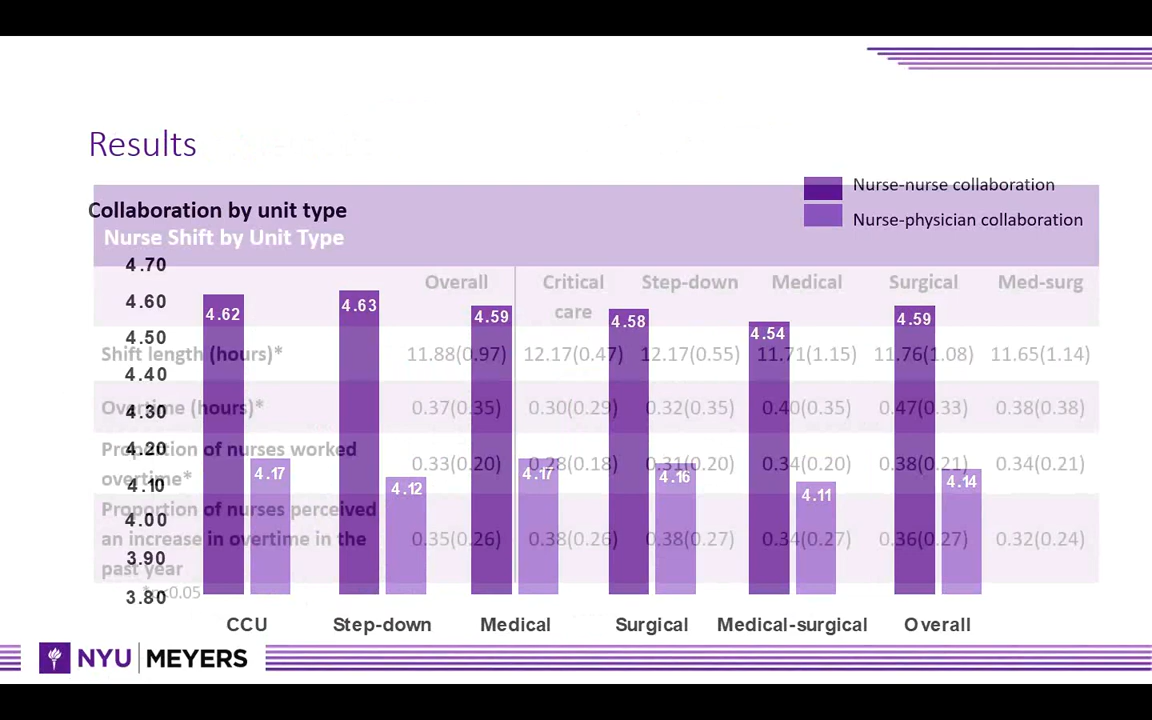 Results
Nurse-nurse collaboration
Collaboration by unit type
Nurse-physician collaboration
Nurse Shift by Unit Type
4.70
4.60
4.50
4.40
4.30
4.20
4.10
4.00
3.90
3.80
Overall Critical care Step-down Medical Surgical Med-surg
Shift length (hours)* 11.88(0.97) 12.17(0.47) 12.17(0.55) 11.71(1.15) 11.76(1.08) 11.65(1.14)
Overtime (hours)* 0.37(0.35) 0.30(0.29) 0.32(0.35) 0.40(0.35) 0.47(0.33) 0.38(0.38)
Proportion of nurses worked
overtime* 0.33(0.20) 0.28(0.18) 0.31(0.20) 0.34(0.20) 0.38(0.21) 0.34(0.21)
Proportion of nurses perceived
an increase in overtime in the 0.35(0.26) 0.38(0.26) 0.38(0.27) 0.34(0.27) 0.36(0.27) 0.32(0.24)
past year
4.62 4.63 4.59 4.58 4.54 4.59
4.17 4.12 4.17 4.16 4.11 4.14
CCU Step-down Medical Surgical Medical-surgical Overall
NYU MEYERS